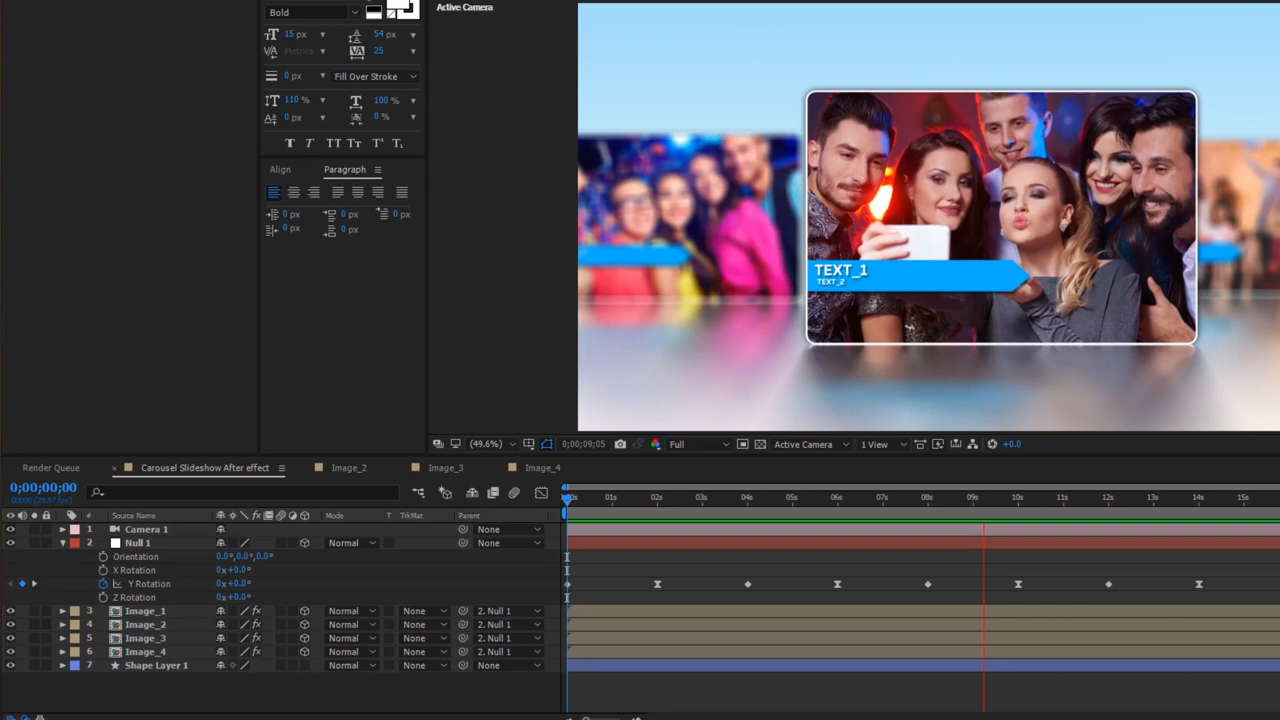 Bold
Active Camera
15 px
54 px
Metrics
25
0 px
Fill Over Stroke
110 %
100 %
0 px
0 %
T T TT Tт T¹ T₁
Align
Paragraph
0 px 0 px 0 px
0 px 0 px
TEXT_1
TEXT_2
(49.6%)
0;00;09;05
Full
Active Camera
1 View
+0.0
Render Queue
Carousel Slideshow After effect
Image_2
Image_3
Image_4
0;00;00;00
00000 (29.97 fps)
01s 02s 03s 04s 05s 06s 07s 08s 09s 10s 11s 12s 13s 14s 15s
# Source Name Mode T TrkMat Parent
1 Camera 1 None
2 Null 1 Normal None
Orientation 0.0°,0.0°,0.0°
X Rotation 0x+0.0°
Y Rotation 0x+0.0°
Z Rotation 0x+0.0°
3 Image_1 Normal None 2. Null 1
4 Image_2 Normal None 2. Null 1
5 Image_3 Normal None 2. Null 1
6 Image_4 Normal None 2. Null 1
7 Shape Layer 1 Normal None None